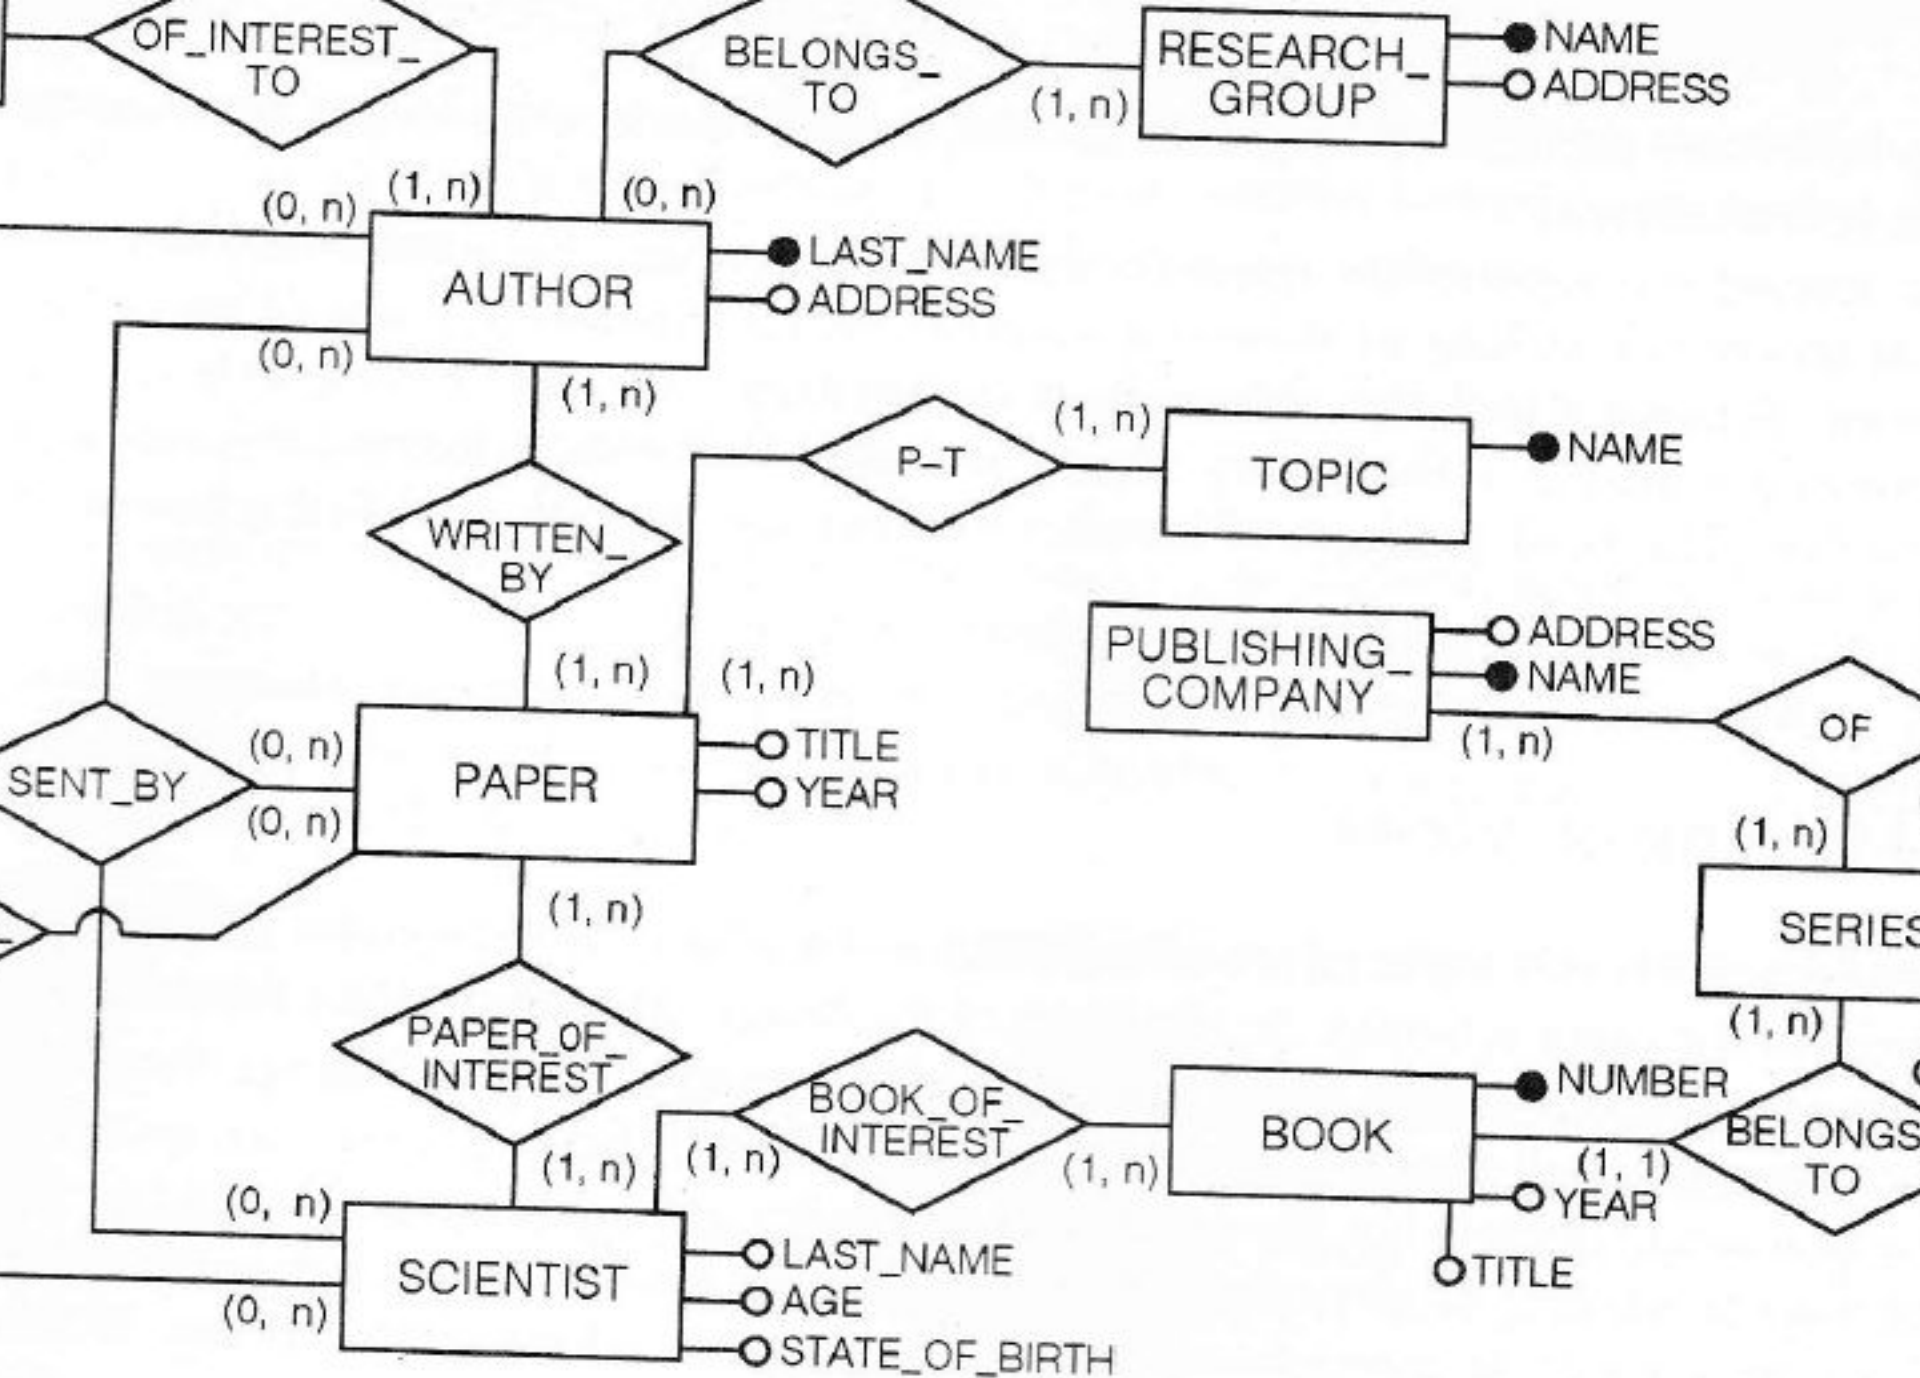 OF_INTEREST_
TO
BELONGS_
TO
RESEARCH_
GROUP
NAME
ADDRESS
(1, n)
(0, n)
(1, n)
(0, n)
AUTHOR
LAST_NAME
ADDRESS
(0, n)
(1, n)
WRITTEN_
BY
P–T
(1, n)
TOPIC
NAME
(1, n)
(1, n)
PUBLISHING_
COMPANY
ADDRESS
NAME
(1, n)
OF
SENT_BY
(0, n)
(0, n)
PAPER
TITLE
YEAR
(1, n)
SERIES
(1, n)
(1, n)
PAPER_OF_
INTEREST
BOOK_OF_
INTEREST
(1, n)
(1, n)
(1, n)
BOOK
NUMBER
(1, 1)
YEAR
TITLE
BELONGS
TO
(0, n)
(0, n)
SCIENTIST
LAST_NAME
AGE
STATE_OF_BIRTH